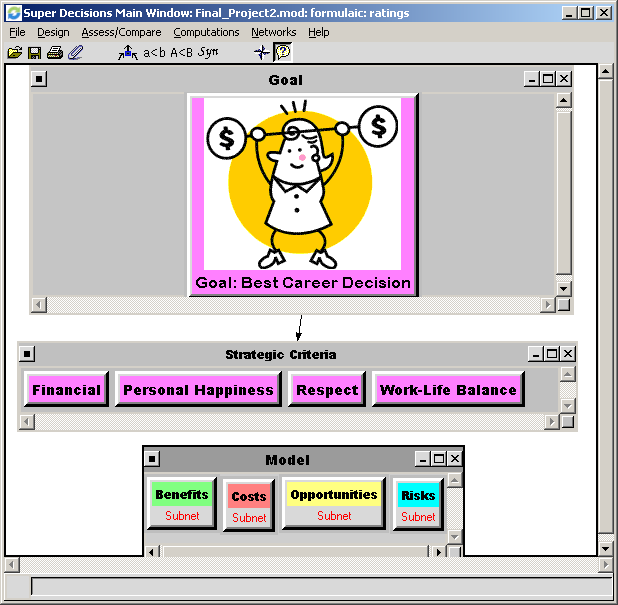 Super Decisions Main Window: Final_Project2.mod: formulaic: ratings
File Design Assess/Compare Computations Networks Help
a<b A<B Syn
Goal
$ $
Goal: Best Career Decision
Strategic Criteria
Financial Personal Happiness Respect Work-Life Balance
Model
Benefits Costs Opportunities Risks
Subnet Subnet Subnet Subnet